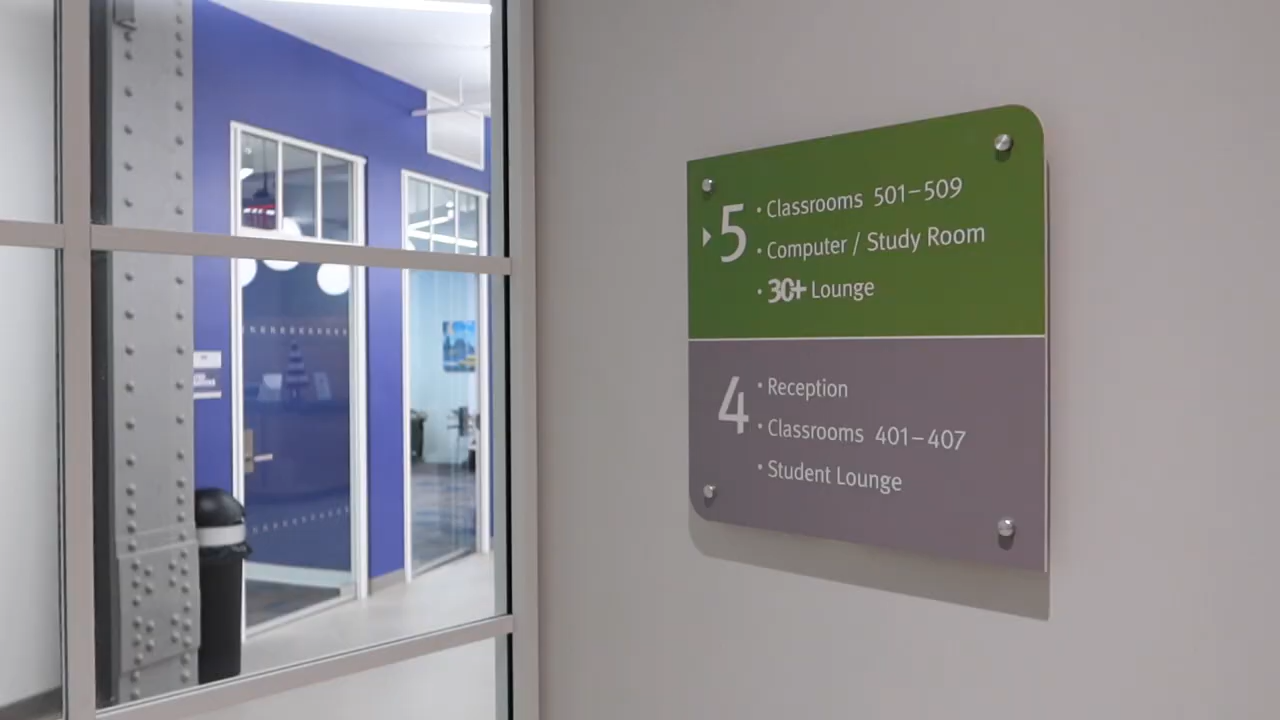 5
• Classrooms 501–509
• Computer / Study Room
• 30+ Lounge
4
• Reception
• Classrooms 401–407
• Student Lounge